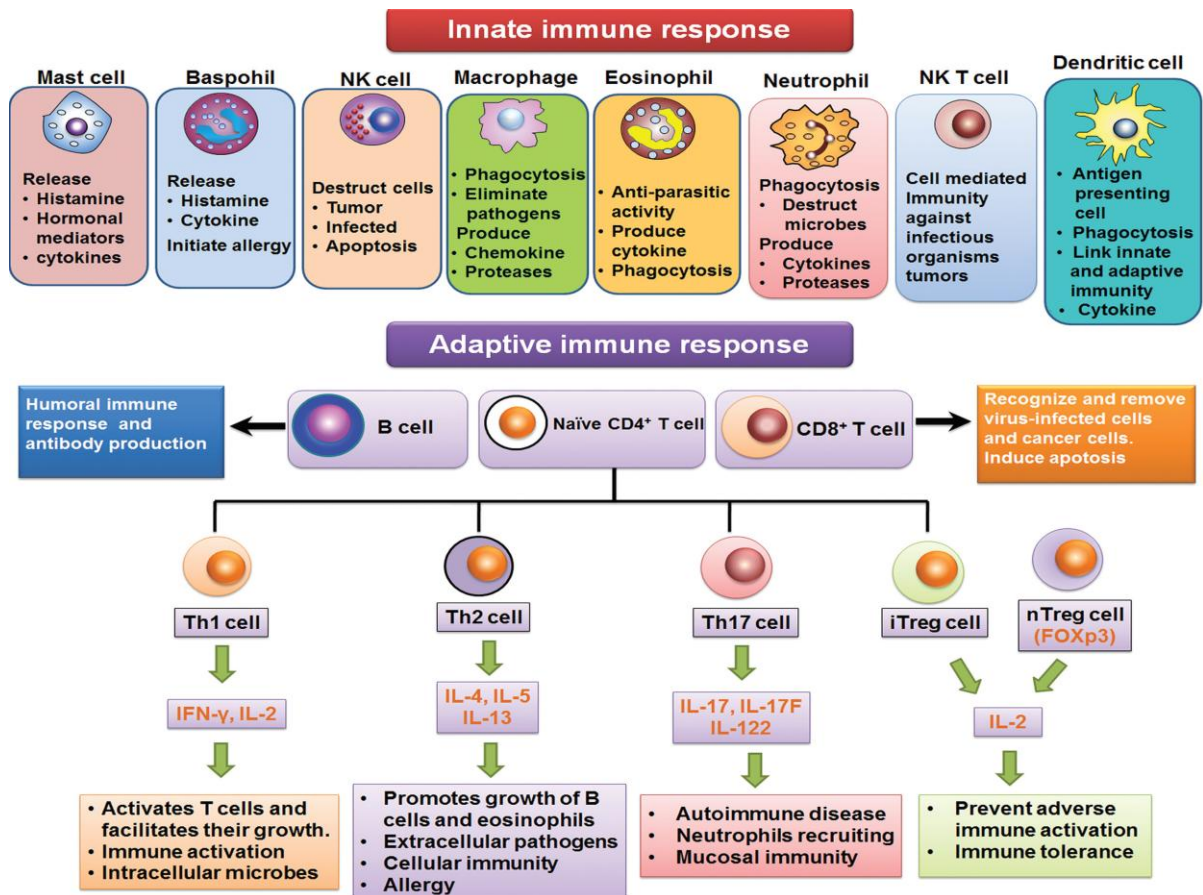 Innate immune response
Mast cell
Release
• Histamine
• Hormonal
mediators
• cytokines
Baspohil
Release
• Histamine
• Cytokine
Initiate allergy
NK cell
Destruct cells
• Tumor
• Infected
• Apoptosis
Macrophage
• Phagocytosis
• Eliminate
pathogens
Produce
• Chemokine
• Proteases
Eosinophil
• Anti-parasitic
activity
• Produce
cytokine
• Phagocytosis
Neutrophil
Phagocytosis
• Destruct
microbes
Produce
• Cytokines
• Proteases
NK T cell
Cell mediated
Immunity
against
infectious
organisms
tumors
Dendritic cell
• Antigen
presenting
cell
• Phagocytosis
• Link innate
and adaptive
immunity
• Cytokine
Adaptive immune response
Humoral immune
response and
antibody production
B cell
Naïve CD4⁺ T cell
CD8⁺ T cell
Recognize and remove
virus-infected cells
and cancer cells.
Induce apotosis
Th1 cell
Th2 cell
Th17 cell
iTreg cell
nTreg cell
(FOXp3)
IFN-γ, IL-2
IL-4, IL-5
IL-13
IL-17, IL-17F
IL-122
IL-2
• Activates T cells and
facilitates their growth.
• Immune activation
• Intracellular microbes
• Promotes growth of B
cells and eosinophils
• Extracellular pathogens
• Cellular immunity
• Allergy
• Autoimmune disease
• Neutrophils recruiting
• Mucosal immunity
• Prevent adverse
immune activation
• Immune tolerance